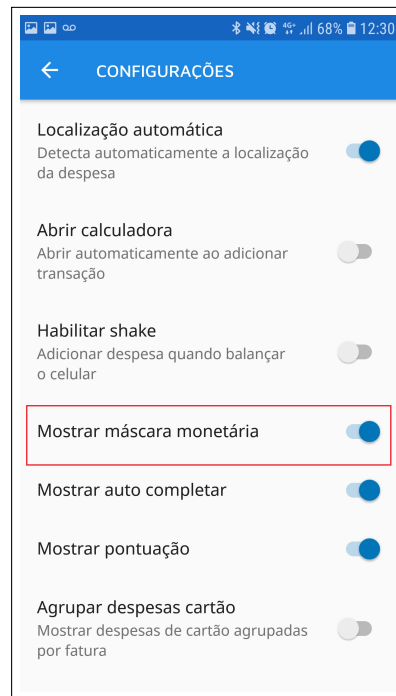 4G+ 68% 12:30
CONFIGURAÇÕES
Localização automática
Detecta automaticamente a localização
da despesa
Abrir calculadora
Abrir automaticamente ao adicionar
transação
Habilitar shake
Adicionar despesa quando balançar
o celular
Mostrar máscara monetária
Mostrar auto completar
Mostrar pontuação
Agrupar despesas cartão
Mostrar despesas de cartão agrupadas
por fatura